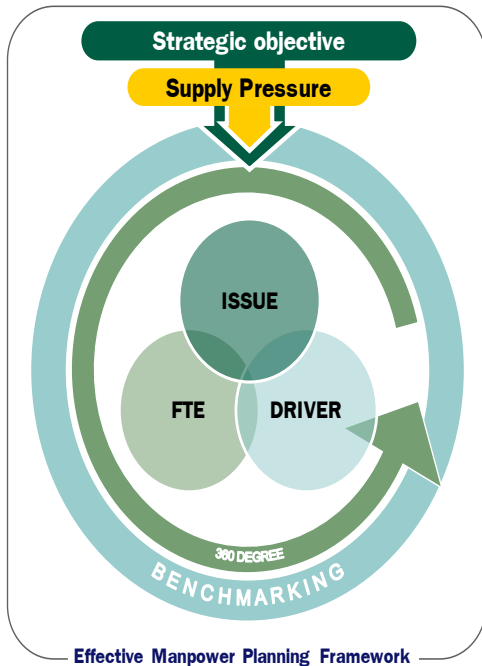 Strategic objective
Supply Pressure
ISSUE
FTE
DRIVER
360 DEGREE
BENCHMARKING
Effective Manpower Planning Framework